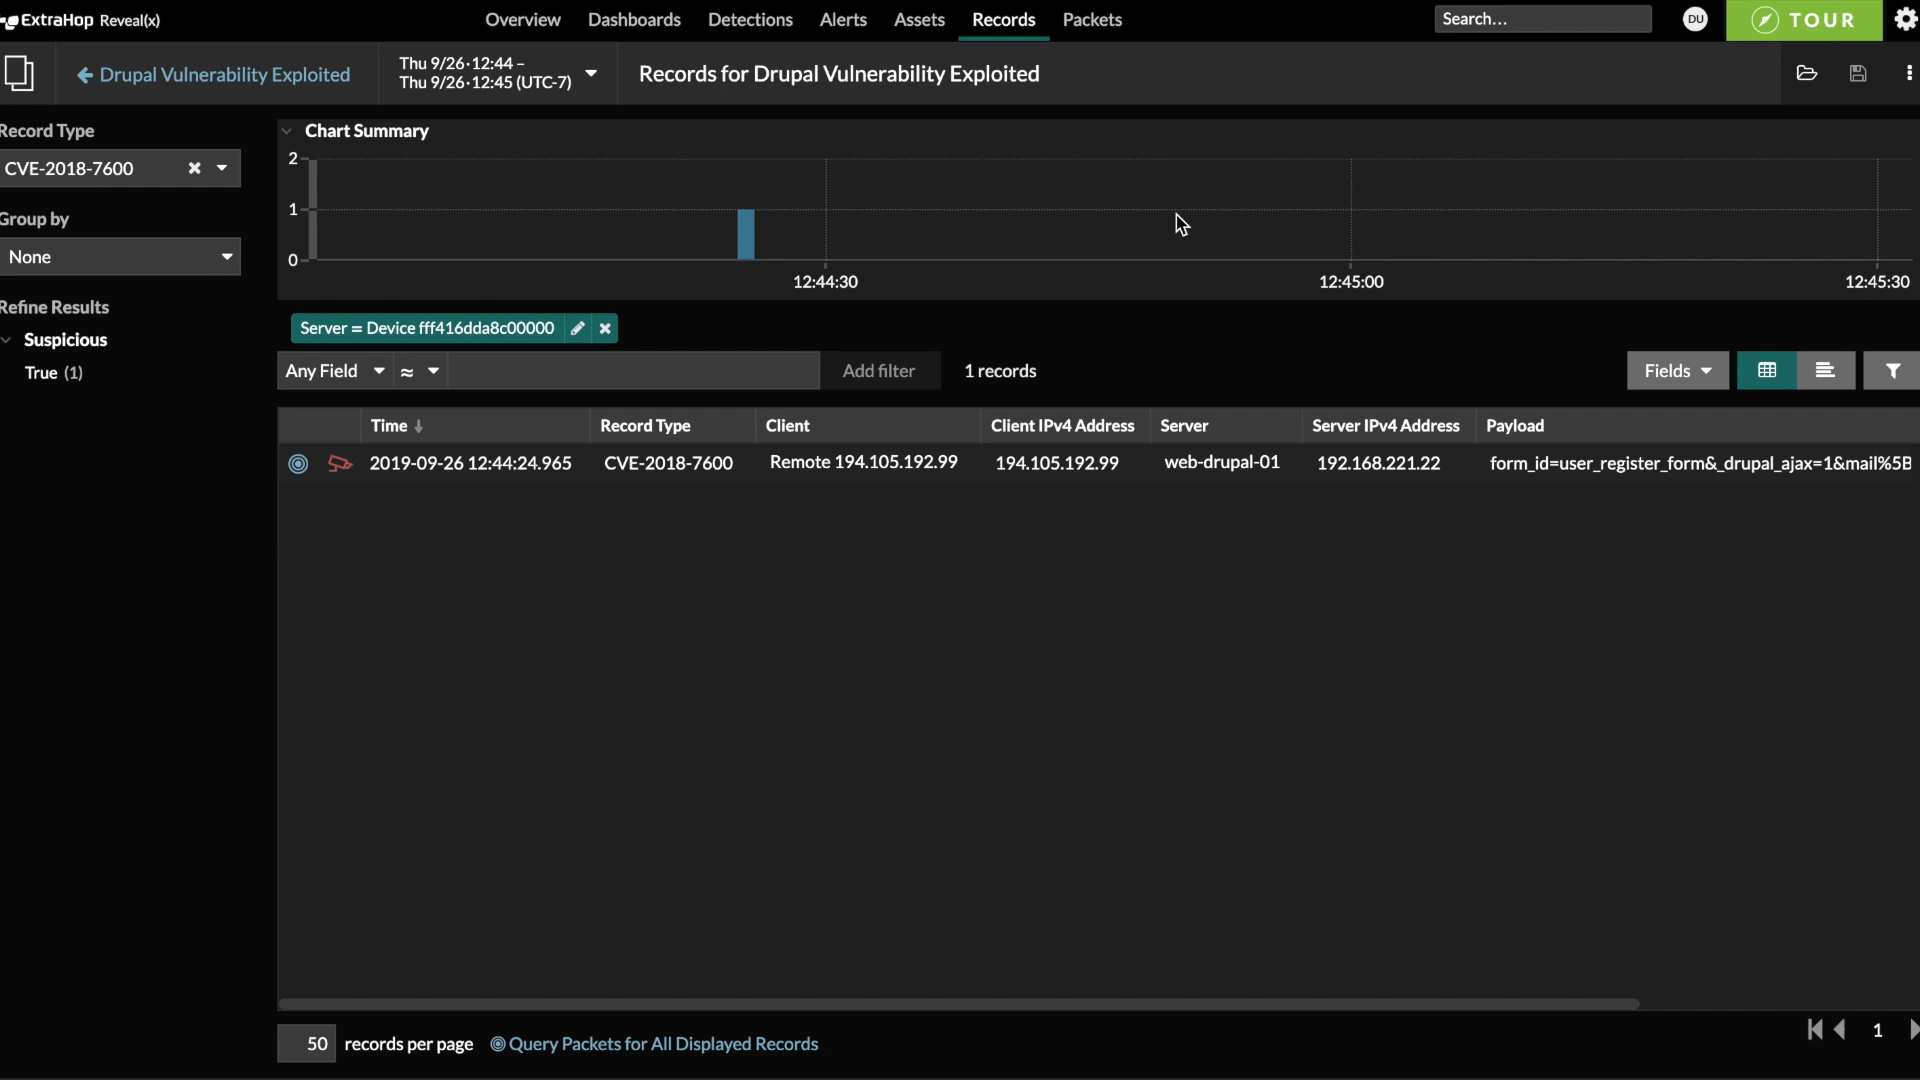 ExtraHop Reveal(x)
Overview Dashboards Detections Alerts Assets Records Packets
Search...
DU
TOUR
Drupal Vulnerability Exploited
Thu 9/26·12:44 –
Thu 9/26·12:45 (UTC-7)
Records for Drupal Vulnerability Exploited
Record Type
CVE-2018-7600
Group by
None
Refine Results
Suspicious
True (1)
Chart Summary
2
1
0
12:44:30 12:45:00 12:45:30
Server = Device fff416dda8c00000
Any Field ≈ Add filter 1 records Fields
Time ↓ Record Type Client Client IPv4 Address Server Server IPv4 Address Payload
2019-09-26 12:44:24.965 CVE-2018-7600 Remote 194.105.192.99 194.105.192.99 web-drupal-01 192.168.221.22 form_id=user_register_form&_drupal_ajax=1&mail%5B
50 records per page Query Packets for All Displayed Records 1